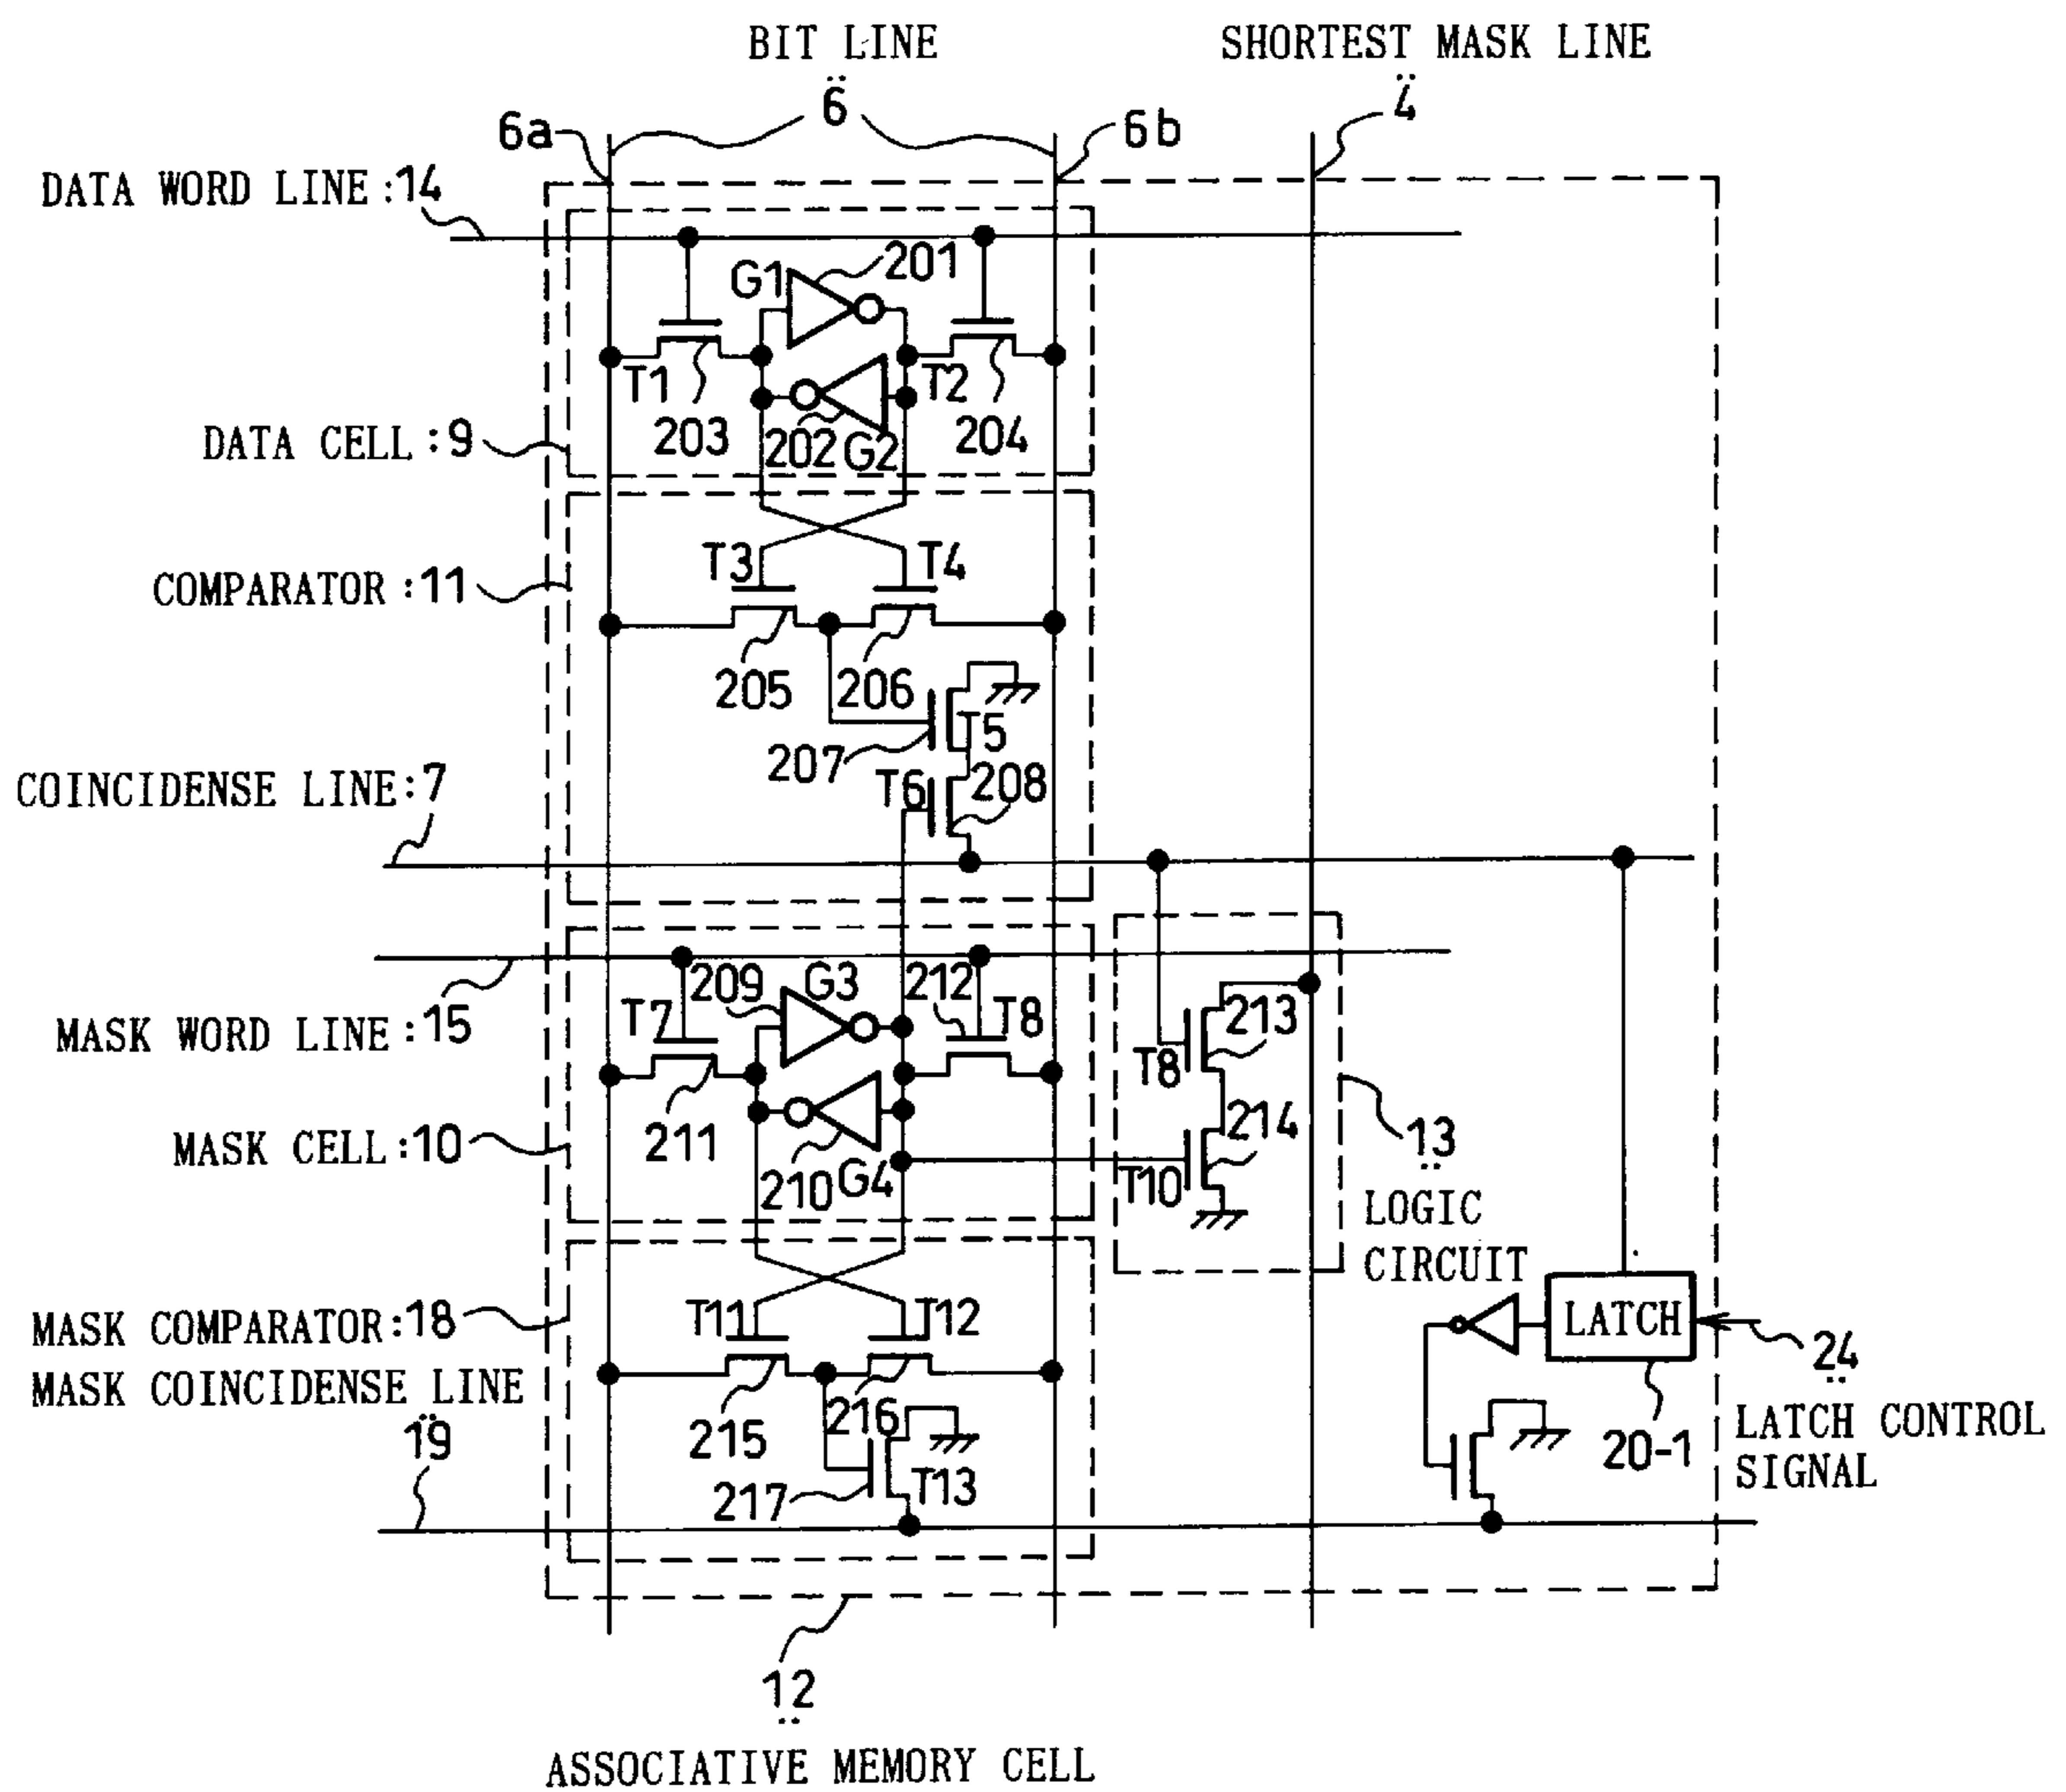 BIT LINE
SHORTEST MASK LINE
6
4
6a
6b
DATA WORD LINE :14
G1
201
T1
T2
203
202
G2
204
DATA CELL :9
T3
T4
COMPARATOR :11
205
206
T5
207
T6
208
COINCIDENSE LINE:7
209
G3
212
T7
T8
213
MASK WORD LINE :15
T8
214
211
210
G4
T10
13
MASK CELL :10
LOGIC
CIRCUIT
T11
T12
LATCH
MASK COMPARATOR :18
24
MASK COINCIDENSE LINE
19
215
216
217
T13
20-1
LATCH CONTROL
SIGNAL
12
ASSOCIATIVE MEMORY CELL